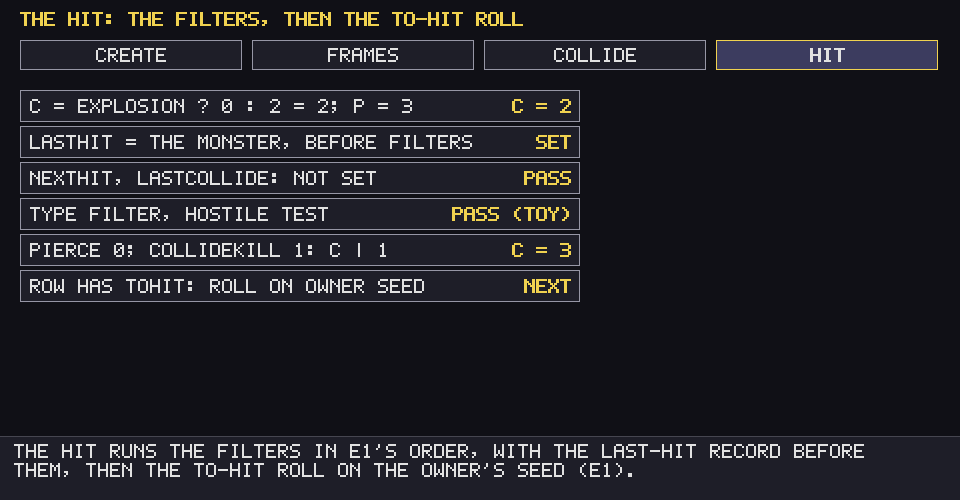 THE HIT: THE FILTERS, THEN THE TO-HIT ROLL
CREATE FRAMES COLLIDE HIT
C = EXPLOSION ? 0 : 2 = 2; P = 3 C = 2
LASTHIT = THE MONSTER, BEFORE FILTERS SET
NEXTHIT, LASTCOLLIDE: NOT SET PASS
TYPE FILTER, HOSTILE TEST PASS (TOY)
PIERCE 0; COLLIDEKILL 1: C | 1 C = 3
ROW HAS TOHIT: ROLL ON OWNER SEED NEXT
THE HIT RUNS THE FILTERS IN E1'S ORDER, WITH THE LAST-HIT RECORD BEFORE
THEM, THEN THE TO-HIT ROLL ON THE OWNER'S SEED (E1).